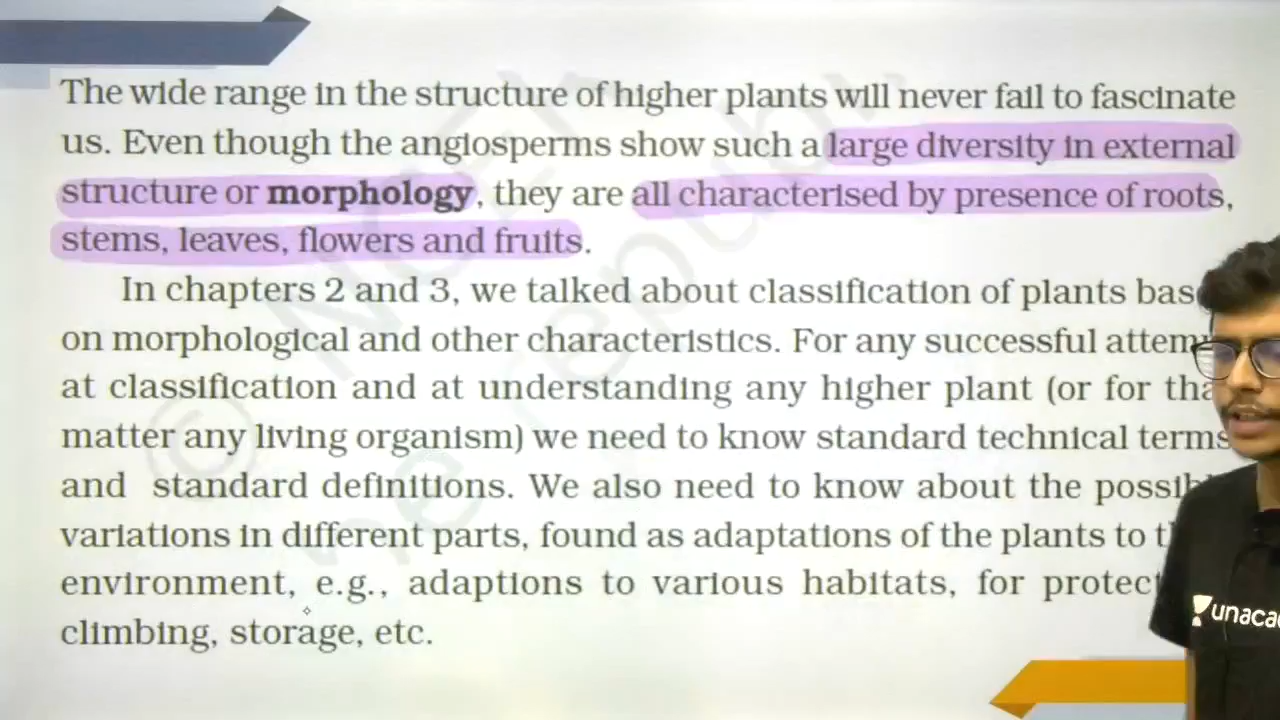 The wide range in the structure of higher plants will never fail to fascinate
us. Even though the angiosperms show such a large diversity in external
structure or morphology, they are all characterised by presence of roots,
stems, leaves, flowers and fruits.
In chapters 2 and 3, we talked about classification of plants bas
on morphological and other characteristics. For any successful attem
at classification and at understanding any higher plant (or for tha
matter any living organism) we need to know standard technical terms
and standard definitions. We also need to know about the possib
variations in different parts, found as adaptations of the plants to t
environment, e.g., adaptions to various habitats, for protect
climbing, storage, etc.
unaca